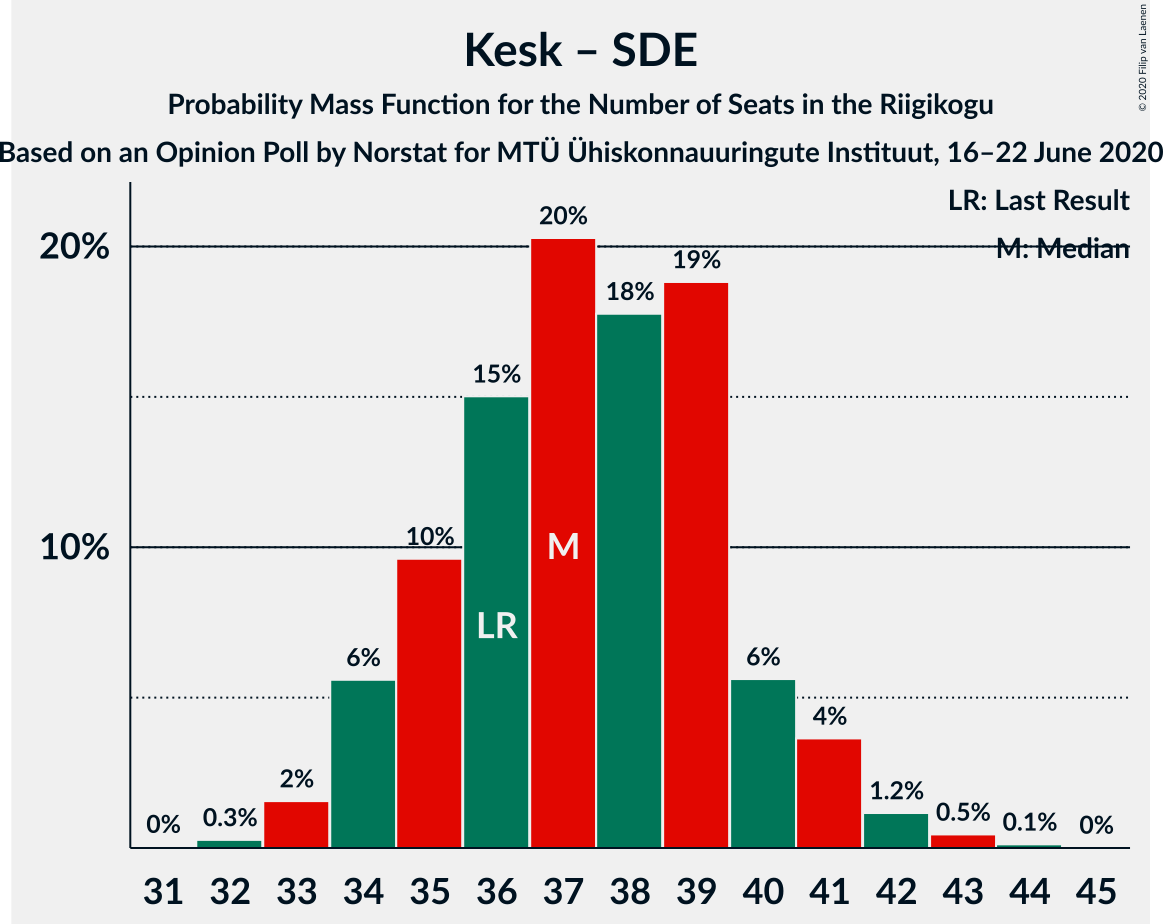 Kesk – SDE
Probability Mass Function for the Number of Seats in the Riigikogu
Based on an Opinion Poll by Norstat for MTÜ Ühiskonnauuringute Instituut, 16–22 June 2020
© 2020 Filip van Laenen
LR: Last Result
M: Median
20%
10%
0%
0.3%
2%
6%
10%
15%
20%
18%
19%
6%
4%
1.2%
0.5%
0.1%
0%
LR
M
31 32 33 34 35 36 37 38 39 40 41 42 43 44 45